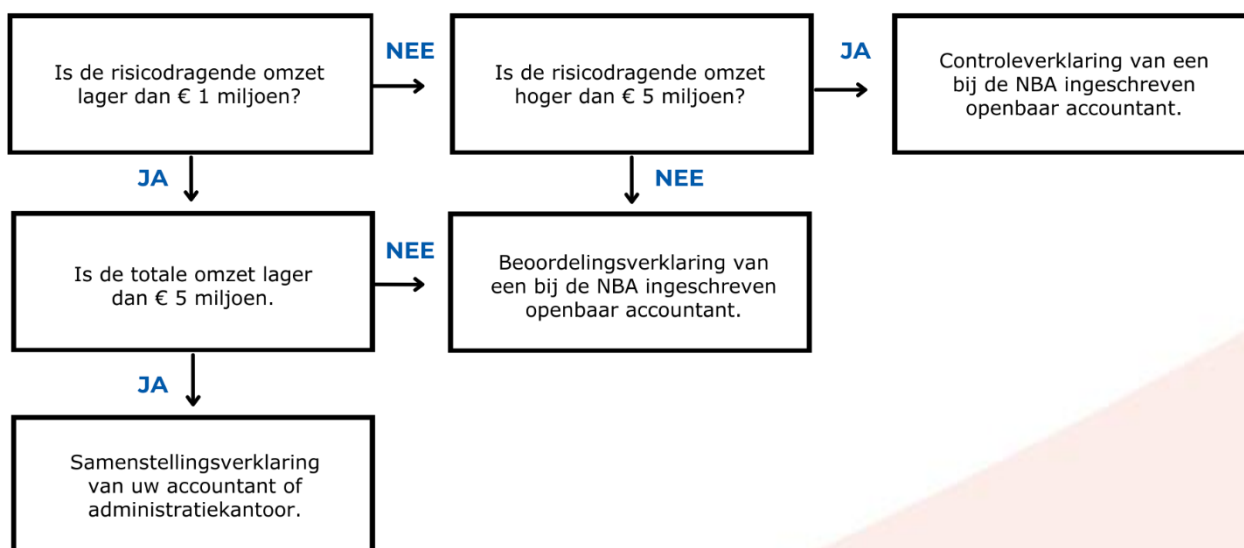 Is de risicodragende omzet
lager dan € 1 miljoen?
NEE
Is de risicodragende omzet
hoger dan € 5 miljoen?
JA
Controleverklaring van een
bij de NBA ingeschreven
openbaar accountant.
JA
NEE
Is de totale omzet lager
dan € 5 miljoen.
NEE
Beoordelingsverklaring van
een bij de NBA ingeschreven
openbaar accountant.
JA
Samenstellingsverklaring
van uw accountant of
administratiekantoor.